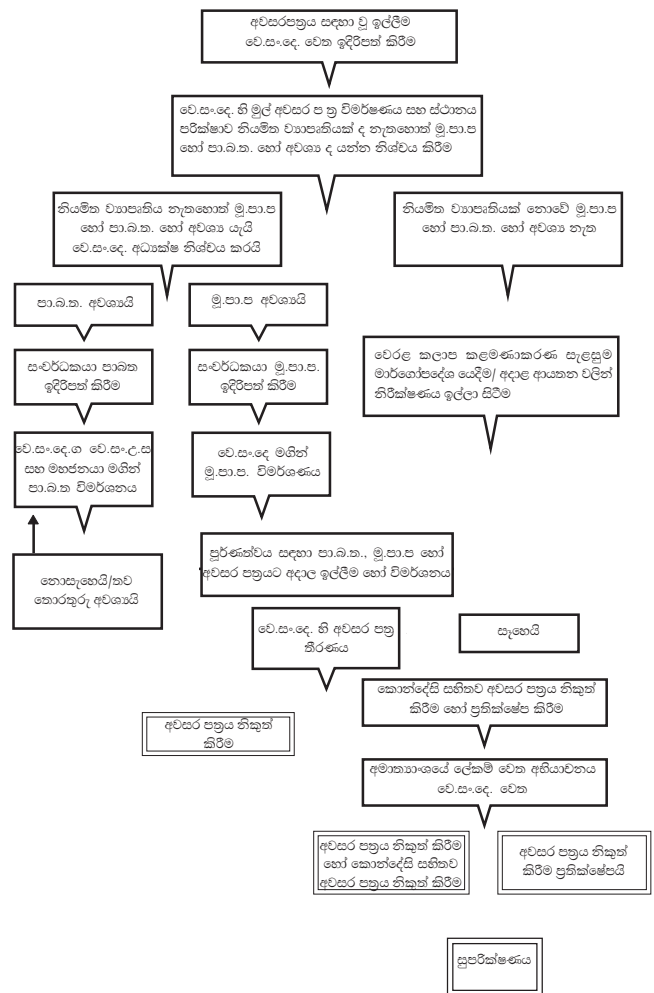 අවසරපත්‍රය සඳහා වූ ඉල්ලීම
වෙ.සං.දෙ. වෙත ඉදිරිපත් කිරීම
වෙ.සං.දෙ. හි මුල් අවසර ප ත්‍ර විමර්ෂණය සහ ස්ථානය
පරික්ෂාව නියමිත ව්‍යාපෘතියක් ද නැතහොත් මූ.පා.ප
හෝ පා.බ.ත. හෝ අවශ්‍ය ද යන්න නිශ්චය කිරීම
නියමිත ව්‍යාපෘතිය නැතහොත් මූ.පා.ප
හෝ පා.බ.ත. හෝ අවශ්‍ය යැයි
වෙ.සං.දෙ. අධ්‍යක්ෂ නිශ්චය කරයි
නියමිත ව්‍යාපෘතියක් නොවේ මූ.පා.ප
හෝ පා.බ.ත. හෝ අවශ්‍ය නැත
පා.බ.ත. අවශ්‍යයි
මූ.පා.ප අවශ්‍යයි
සංවර්ධකයා පාබත
ඉදිරිපත් කිරීම
සංවර්ධකයා මූ.පා.ප.
ඉදිරිපත් කිරීම
වෙරළ කලාප කළමණාකරණ සැළසුම
මාර්ගෝපදේශ යෙදීම/ අදාළ ආයතන වලින්
නිරීක්ෂණය ඉල්ලා සිටීම
වෙ.සං.දෙ.ග වෙ.සං.උ.ස
සහ මහජනයා මගින්
පා.බ.ත විමර්ශනය
වෙ.සං.දෙ මගින්
මූ.පා.ප. විමර්ශණය
පූර්ණත්වය සඳහා පා.බ.ත., මූ.පා.ප හෝ
අවසර පත්‍රයට අදාල ඉල්ලීම හෝ විමර්ශනය
නොසැහෙයි/තව
තොරතුරු අවශ්‍යයි
වෙ.සං.දෙ. හි අවසර පත්‍ර
තීරණය
සෑහෙයි
කොන්දේසි සහිතව අවසර පත්‍රය නිකුත්
කිරීම හෝ ප්‍රතික්ෂේප කිරීම
අවසර පත්‍රය නිකුත්
කිරීම
අමාත්‍යාංශයේ ලේකම් වෙත අභියාචනය
වෙ.සං.දෙ. වෙත
අවසර පත්‍රය නිකුත් කිරීම
හෝ කොන්දේසි සහිතව
අවසර පත්‍රය නිකුත් කිරීම
අවසර පත්‍රය නිකුත්
කිරීම ප්‍රතික්ෂේපයි
සුපරික්ෂණය